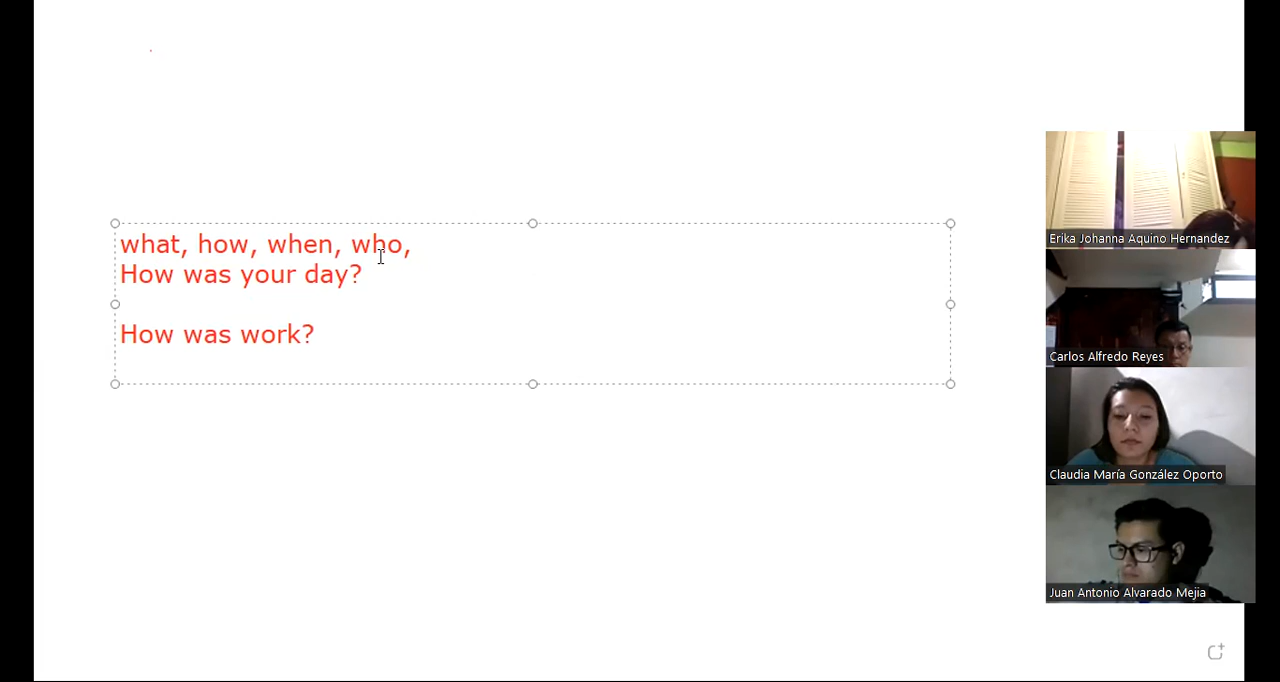 what, how, when, who,
How was your day?
How was work?
Erika Johanna Aquino Hernandez
Carlos Alfredo Reyes
Claudia María González Oporto
Juan Antonio Alvarado Mejia